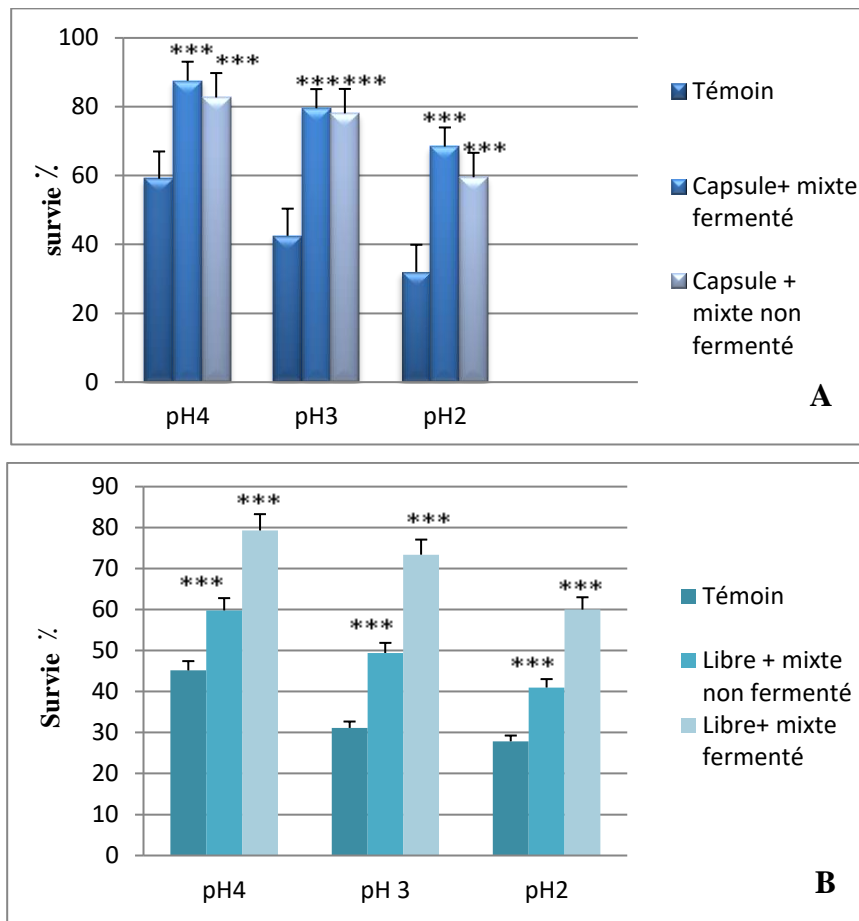 100
80
60
40
20
0
survie %
*** ***
******
***
***
pH4 pH3 pH2
Témoin
Capsule+ mixte
fermenté
Capsule +
mixte non
fermenté
A
90
80
70
60
50
40
30
20
10
0
Survie %
***
***
***
***
***
***
pH4 pH 3 pH2
Témoin
Libre + mixte
non fermenté
Libre+ mixte
fermenté
B